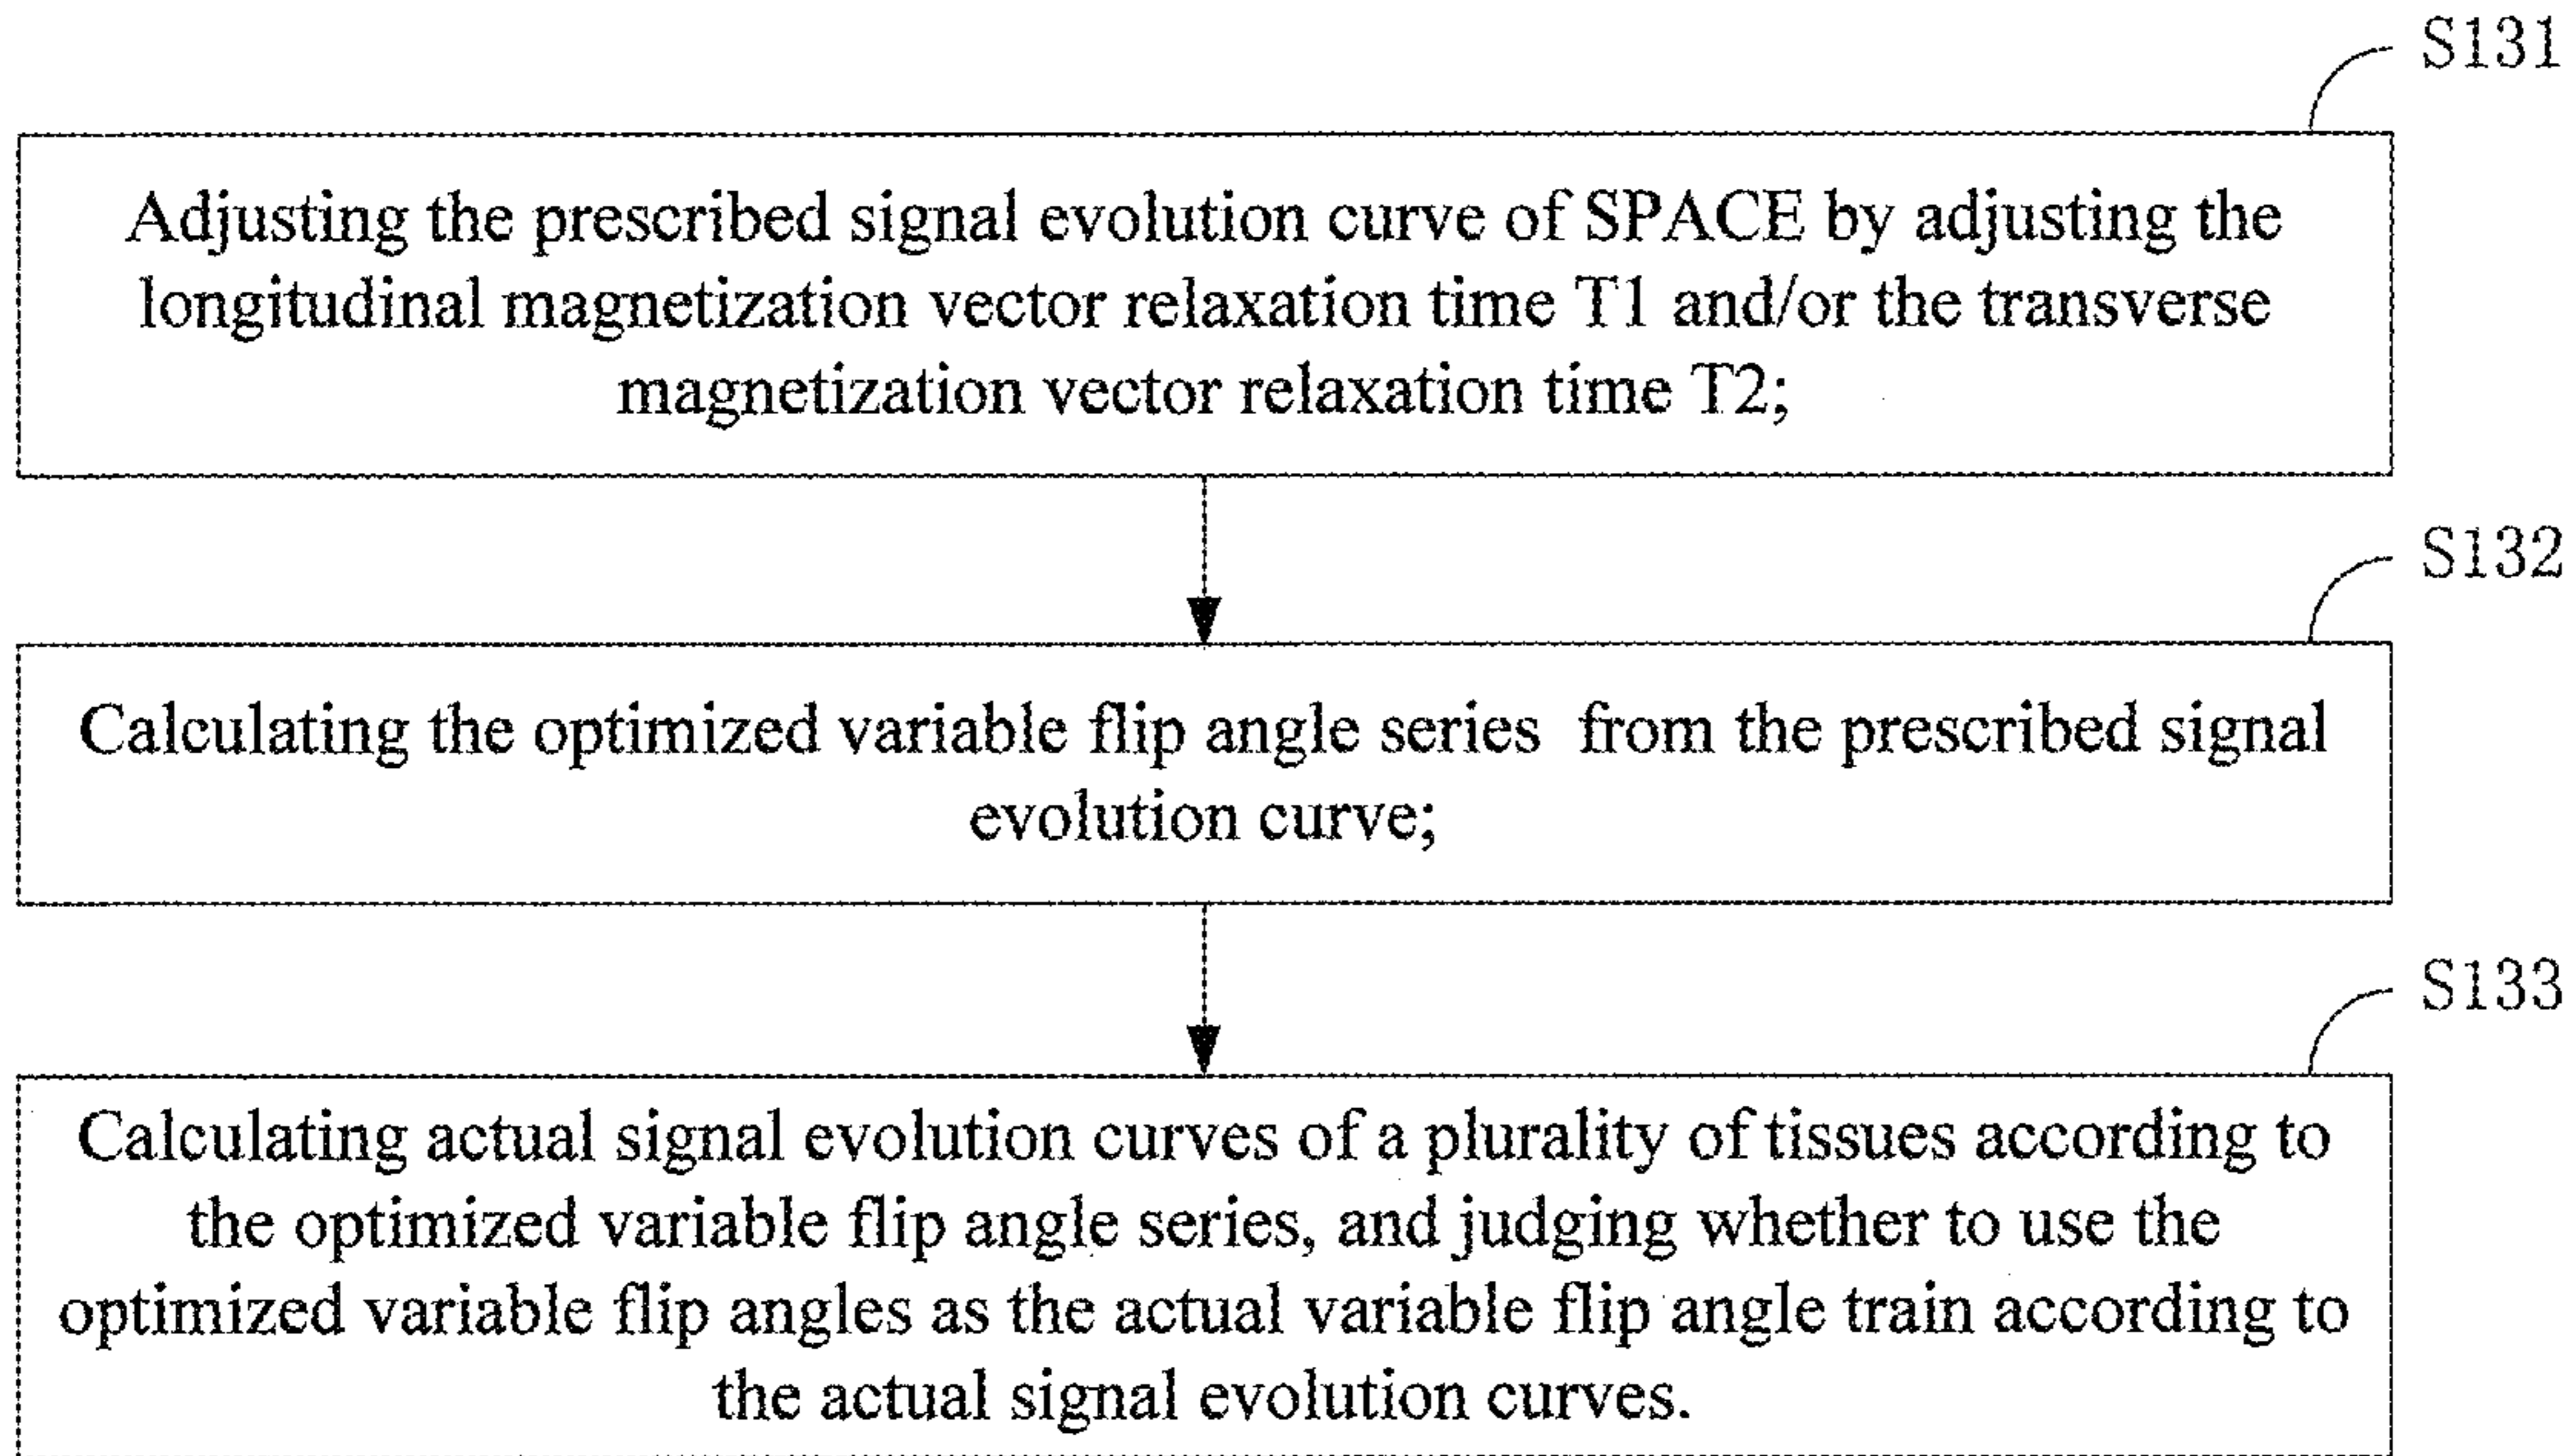 S131
Adjusting the prescribed signal evolution curve of SPACE by adjusting the
longitudinal magnetization vector relaxation time T1 and/or the transverse
magnetization vector relaxation time T2;
S132
Calculating the optimized variable flip angle series from the prescribed signal
evolution curve;
S133
Calculating actual signal evolution curves of a plurality of tissues according to
the optimized variable flip angle series, and judging whether to use the
optimized variable flip angles as the actual variable flip angle train according to
the actual signal evolution curves.